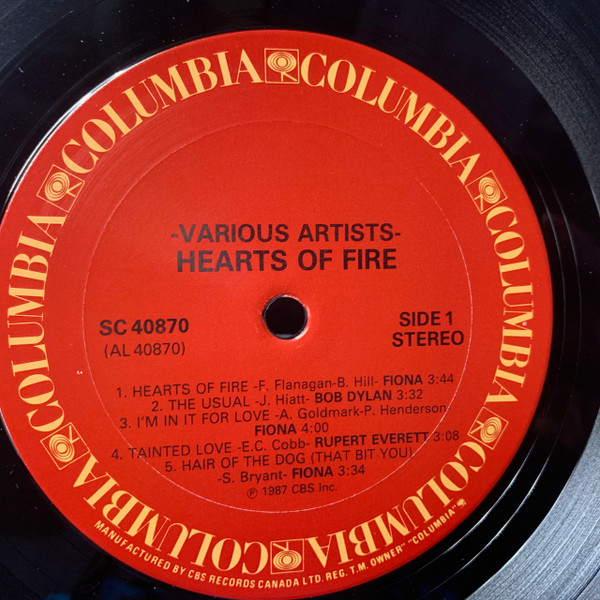 COLUMBIA COLUMBIA COLUMBIA COLUMBIA COLUMBIA COLUMBIA
-VARIOUS ARTISTS-
HEARTS OF FIRE
SC 40870
(AL 40870)
SIDE 1
STEREO
1. HEARTS OF FIRE -F. Flanagan-B. Hill- FIONA 3:44
2. THE USUAL -J. Hiatt- BOB DYLAN 3:32
3. I'M IN IT FOR LOVE -A. Goldmark-P. Henderson-
FIONA 4:00
4. TAINTED LOVE -E.C. Cobb- RUPERT EVERETT 3:08
5. HAIR OF THE DOG (THAT BIT YOU)
-S. Bryant- FIONA 3:34
℗ 1987 CBS Inc.
MANUFACTURED BY CBS RECORDS CANADA LTD. REG. T.M. OWNER "COLUMBIA"